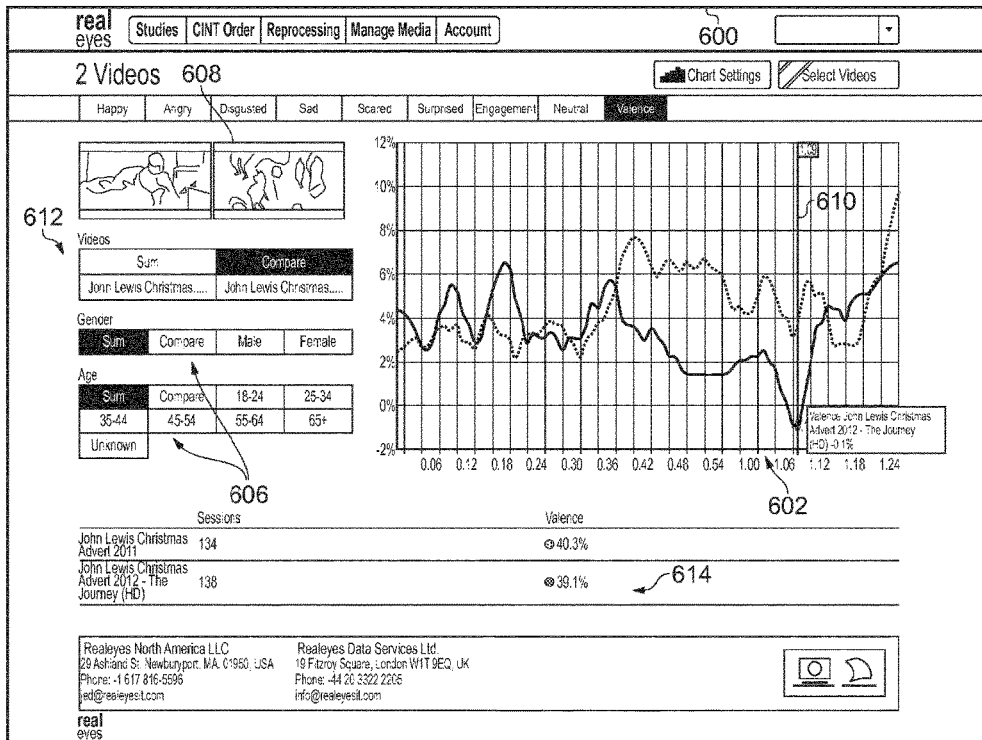 real
eyes
Studies CINT Order Reprocessing Manage Media Account
600
2 Videos
608
Chart Settings
Select Videos
Happy Angry Disgusted Sad Scared Surprised Engagement Neutral Valence
612
Videos
Sum Compare
John Lewis Christmas..... John Lewis Christmas.....
Gender
Sum Compare Male Female
Age
Sum Compare 18-24 25-34
35-44 45-54 55-64 65+
Unknown
606
12%
10%
8%
6%
4%
2%
0%
-2%
1.09
610
0.06 0.12 0.18 0.24 0.30 0.36 0.42 0.48 0.54 1.00 1.06 1.12 1.18 1.24
Valence John Lewis Christmas
Advert 2012 - The Journey
(HD) -0.1%
602
Sessions Valence
John Lewis Christmas
Advert 2011
134 40.3%
John Lewis Christmas
Advert 2012 - The
Journey (HD)
138 39.1%
614
Realeyes North America LLC
29 Ashland St. Newburyport, MA, 01950, USA
Phone: -1 617 816-5596
jed@realeyesit.com
Realeyes Data Services Ltd.
19 Fitzroy Square, London W1T 9EQ, UK
Phone: -44 20 3322 2205
info@realeyesit.com
real
eyes